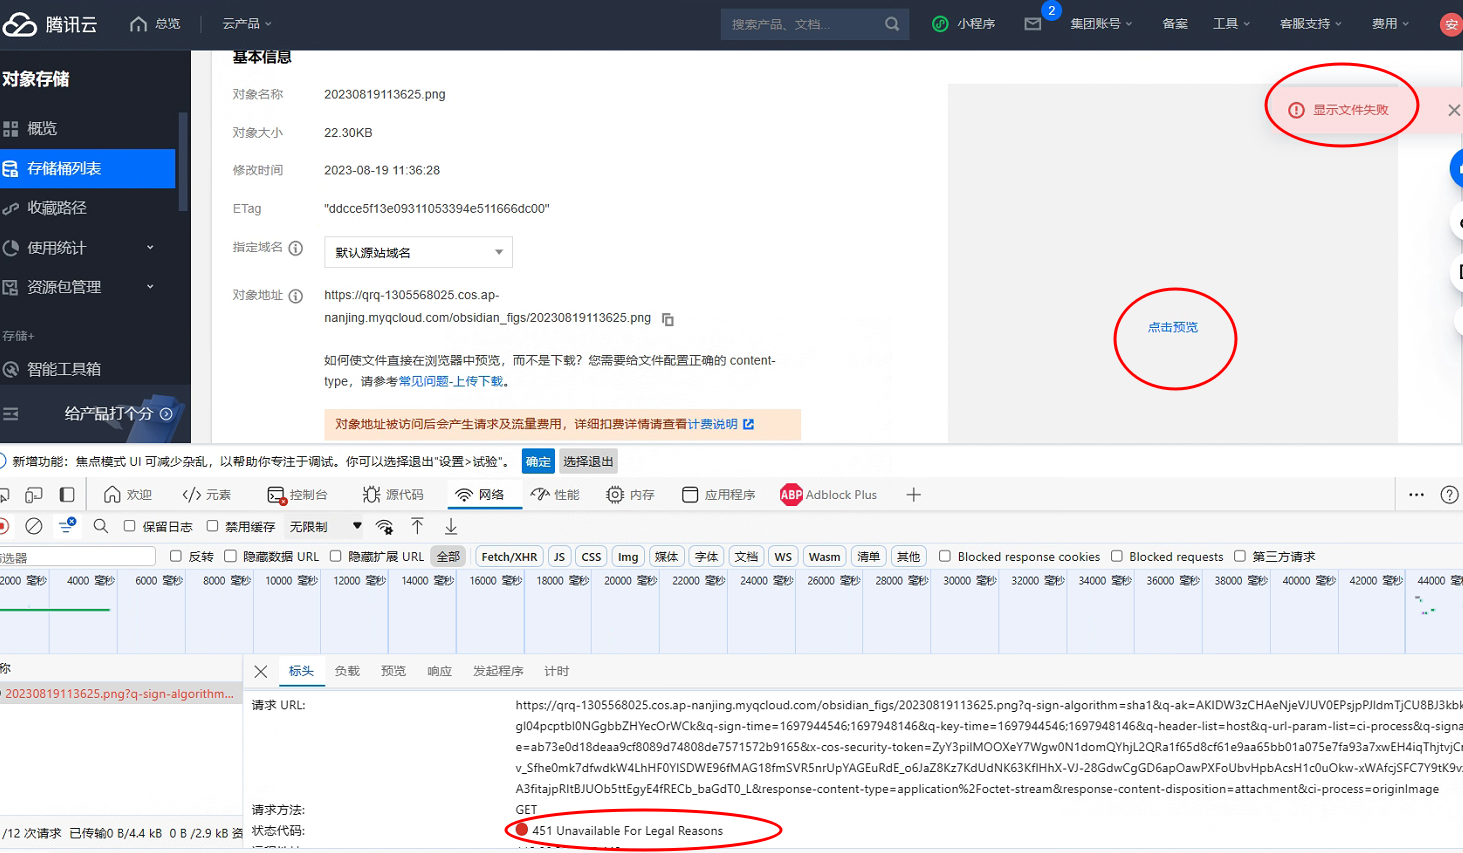 腾讯云
总览
云产品
搜索产品、文档...
小程序
2
集团账号
备案
工具
客服支持
费用
安
对象存储
概览
存储桶列表
收藏路径
使用统计
资源包管理
存储+
智能工具箱
给产品打个分
基本信息
对象名称 20230819113625.png
对象大小 22.30KB
修改时间 2023-08-19 11:36:28
ETag "ddcce5f13e09311053394e511666dc00"
指定域名 默认源站域名
对象地址 https://qrq-1305568025.cos.ap-
nanjing.myqcloud.com/obsidian_figs/20230819113625.png
如何使文件直接在浏览器中预览，而不是下载？您需要给文件配置正确的 content-
type，请参考常见问题-上传下载。
对象地址被访问后会产生请求及流量费用，详细扣费详情请查看计费说明
显示文件失败
点击预览
新增功能：焦点模式 UI 可减少杂乱，以帮助你专注于调试。你可以选择退出"设置>试验"。 确定 选择退出
欢迎 元素 控制台 源代码 网络 性能 内存 应用程序 ABP Adblock Plus
保留日志 禁用缓存 无限制
筛选器 反转 隐藏数据 URL 隐藏扩展 URL 全部 Fetch/XHR JS CSS Img 媒体 字体 文档 WS Wasm 清单 其他 Blocked response cookies Blocked requests 第三方请求
2000 毫秒 4000 毫秒 6000 毫秒 8000 毫秒 10000 毫秒 12000 毫秒 14000 毫秒 16000 毫秒 18000 毫秒 20000 毫秒 22000 毫秒 24000 毫秒 26000 毫秒 28000 毫秒 30000 毫秒 32000 毫秒 34000 毫秒 36000 毫秒 38000 毫秒 40000 毫秒 42000 毫秒 44000 毫秒
称
20230819113625.png?q-sign-algorithm...
标头 负载 预览 响应 发起程序 计时
请求 URL: https://qrq-1305568025.cos.ap-nanjing.myqcloud.com/obsidian_figs/20230819113625.png?q-sign-algorithm=sha1&q-ak=AKIDW3zCHAeNjeVJUV0EPsjpPJIdmTjCU8BJ3kbk
gI04pcptbI0NGgbbZHYecOrWCk&q-sign-time=1697944546;1697948146&q-key-time=1697944546;1697948146&q-header-list=host&q-url-param-list=ci-process&q-signa
e=ab73e0d18deaa9cf8089d74808de7571572b9165&x-cos-security-token=ZyY3pilMOOXeY7Wgw0N1domQYhjL2QRa1f65d8cf61e9aa65bb01a075e7fa93a7xwEH4iqThjtvjCr
v_Sfhe0mk7dfwdkW4LhHF0YISDWE96fMAG18fmSVR5nrUpYAGEuRdE_o6JaZ8Kz7KdUdNK63KfIHhX-VJ-28GdwCgGD6apOawPXFoUbvHpbAcsH1c0uOkw-xWAfcjSFC7Y9tK9v
A3fitajpRItBJUOb5ttEgyE4fRECb_baGdT0_L&response-content-type=application%2Foctet-stream&response-content-disposition=attachment&ci-process=originImage
请求方法: GET
状态代码: 451 Unavailable For Legal Reasons
/12 次请求 已传输0 B/4.4 kB 0 B /2.9 kB 资